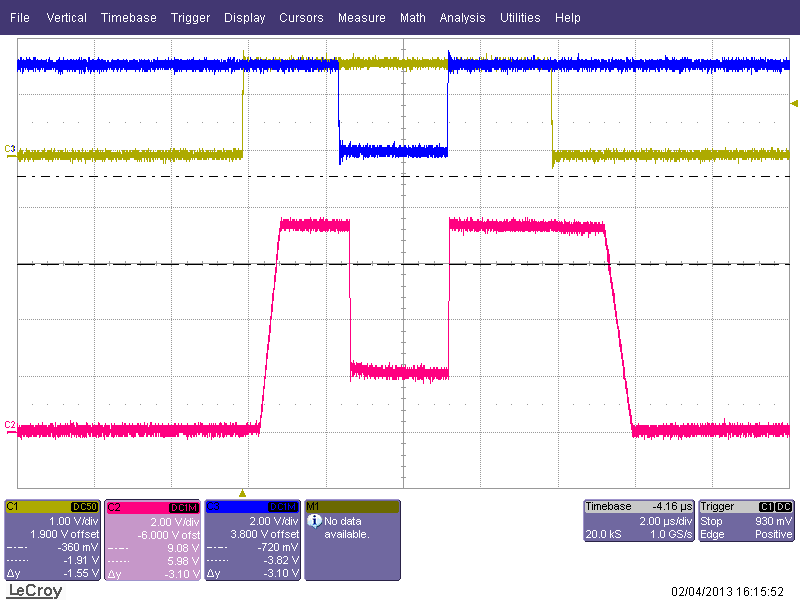 File Vertical Timebase Trigger Display Cursors Measure Math Analysis Utilities Help
C3
C2
C1 DC50
1.00 V/div
1.900 V offset
-360 mV
-1.91 V
Δy -1.55 V
C2 DC1M
2.00 V/div
-6.000 V ofst
9.08 V
5.98 V
Δy -3.10 V
C3
2.00 V/div
3.800 V offset
-720 mV
-3.82 V
Δy -3.10 V
M1
No data
available.
Timebase -4.16 µs
2.00 µs/div
20.0 kS 1.0 GS/s
Trigger C1 DC
Stop 930 mV
Edge Positive
LeCroy
02/04/2013 16:15:52